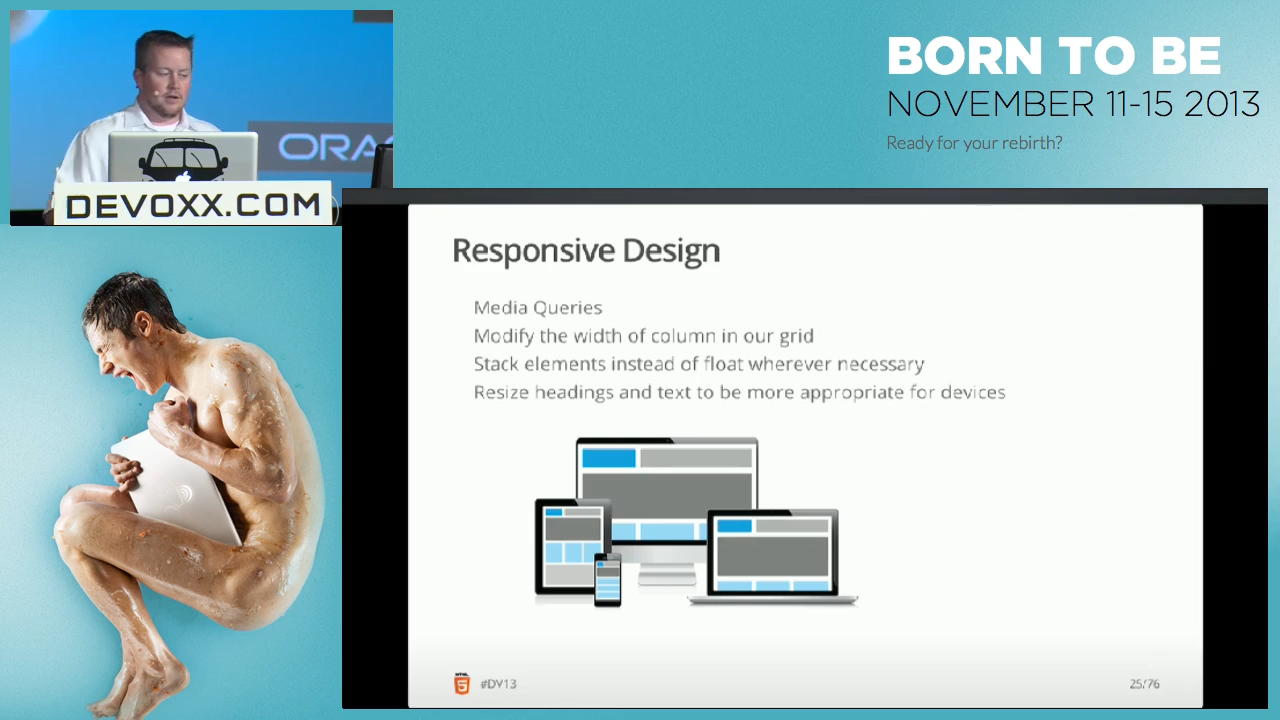 BORN TO BE
NOVEMBER 11-15 2013
Ready for your rebirth?
ORA
DEVOXX.COM
Responsive Design
Media Queries
Modify the width of column in our grid
Stack elements instead of float wherever necessary
Resize headings and text to be more appropriate for devices
HTML
5
#DV13
25/76